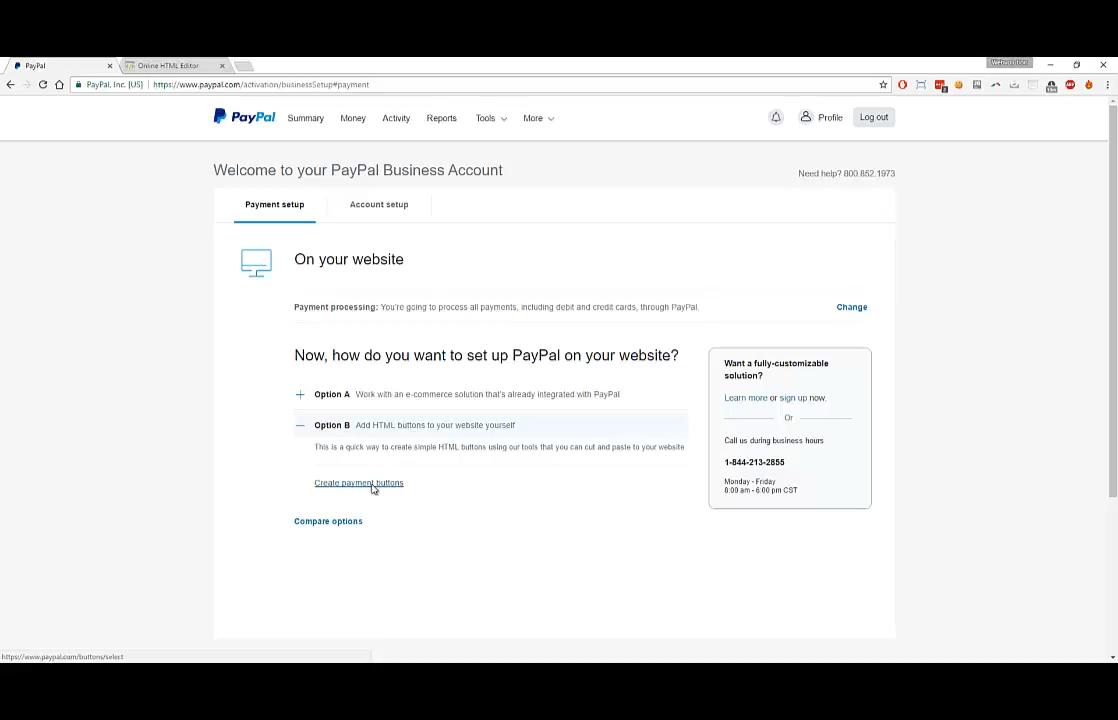 PayPal
Online HTML Editor
PayPal, Inc. [US]
https://www.paypal.com/activation/businessSetup#payment
PayPal Summary Money Activity Reports Tools More Profile Log out
Welcome to your PayPal Business Account
Need help? 800.852.1973
Payment setup Account setup
On your website
Payment processing: You're going to process all payments, including debit and credit cards, through PayPal. Change
Now, how do you want to set up PayPal on your website?
Option A Work with an e-commerce solution that's already integrated with PayPal
Option B Add HTML buttons to your website yourself
This is a quick way to create simple HTML buttons using our tools that you can cut and paste to your website
Create payment buttons
Compare options
Want a fully-customizable
solution?
Learn more or sign up now.
Or
Call us during business hours
1-844-213-2855
Monday - Friday
8:00 am - 6:00 pm CST
https://www.paypal.com/buttons/select